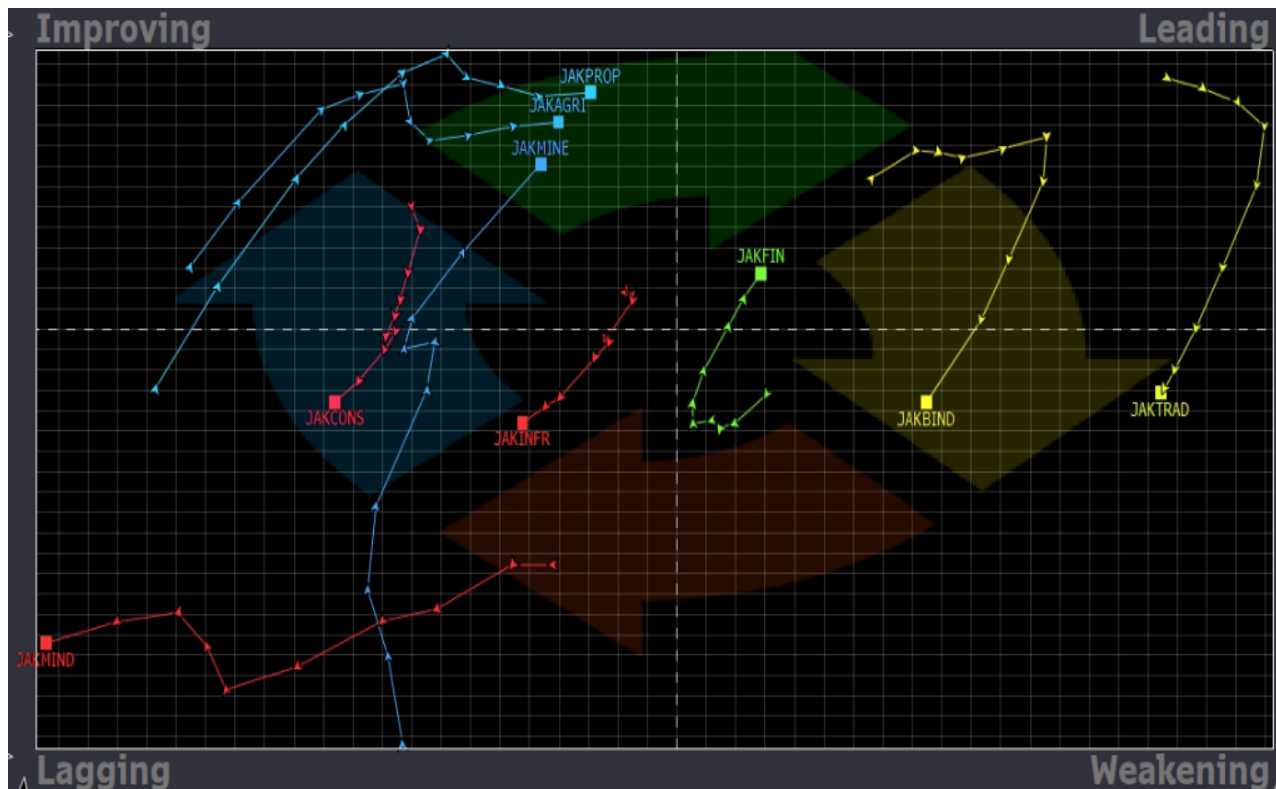 Improving
Leading
JAKPROP
JAKAGRI
JAKMINE
JAKFIN
JAKCONS
JAKTRAD
JAKBIND
JAKINFR
JAKMIND
Lagging
Weakening